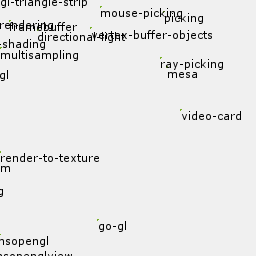 gl-triangle-strip
mouse-picking
picking
rendering
framebuffer
directional-light
vertex-buffer-objects
-shading
multisampling
ray-picking
mesa
gl
video-card
render-to-texture
m
g
go-gl
nsopengl
nsopenglview